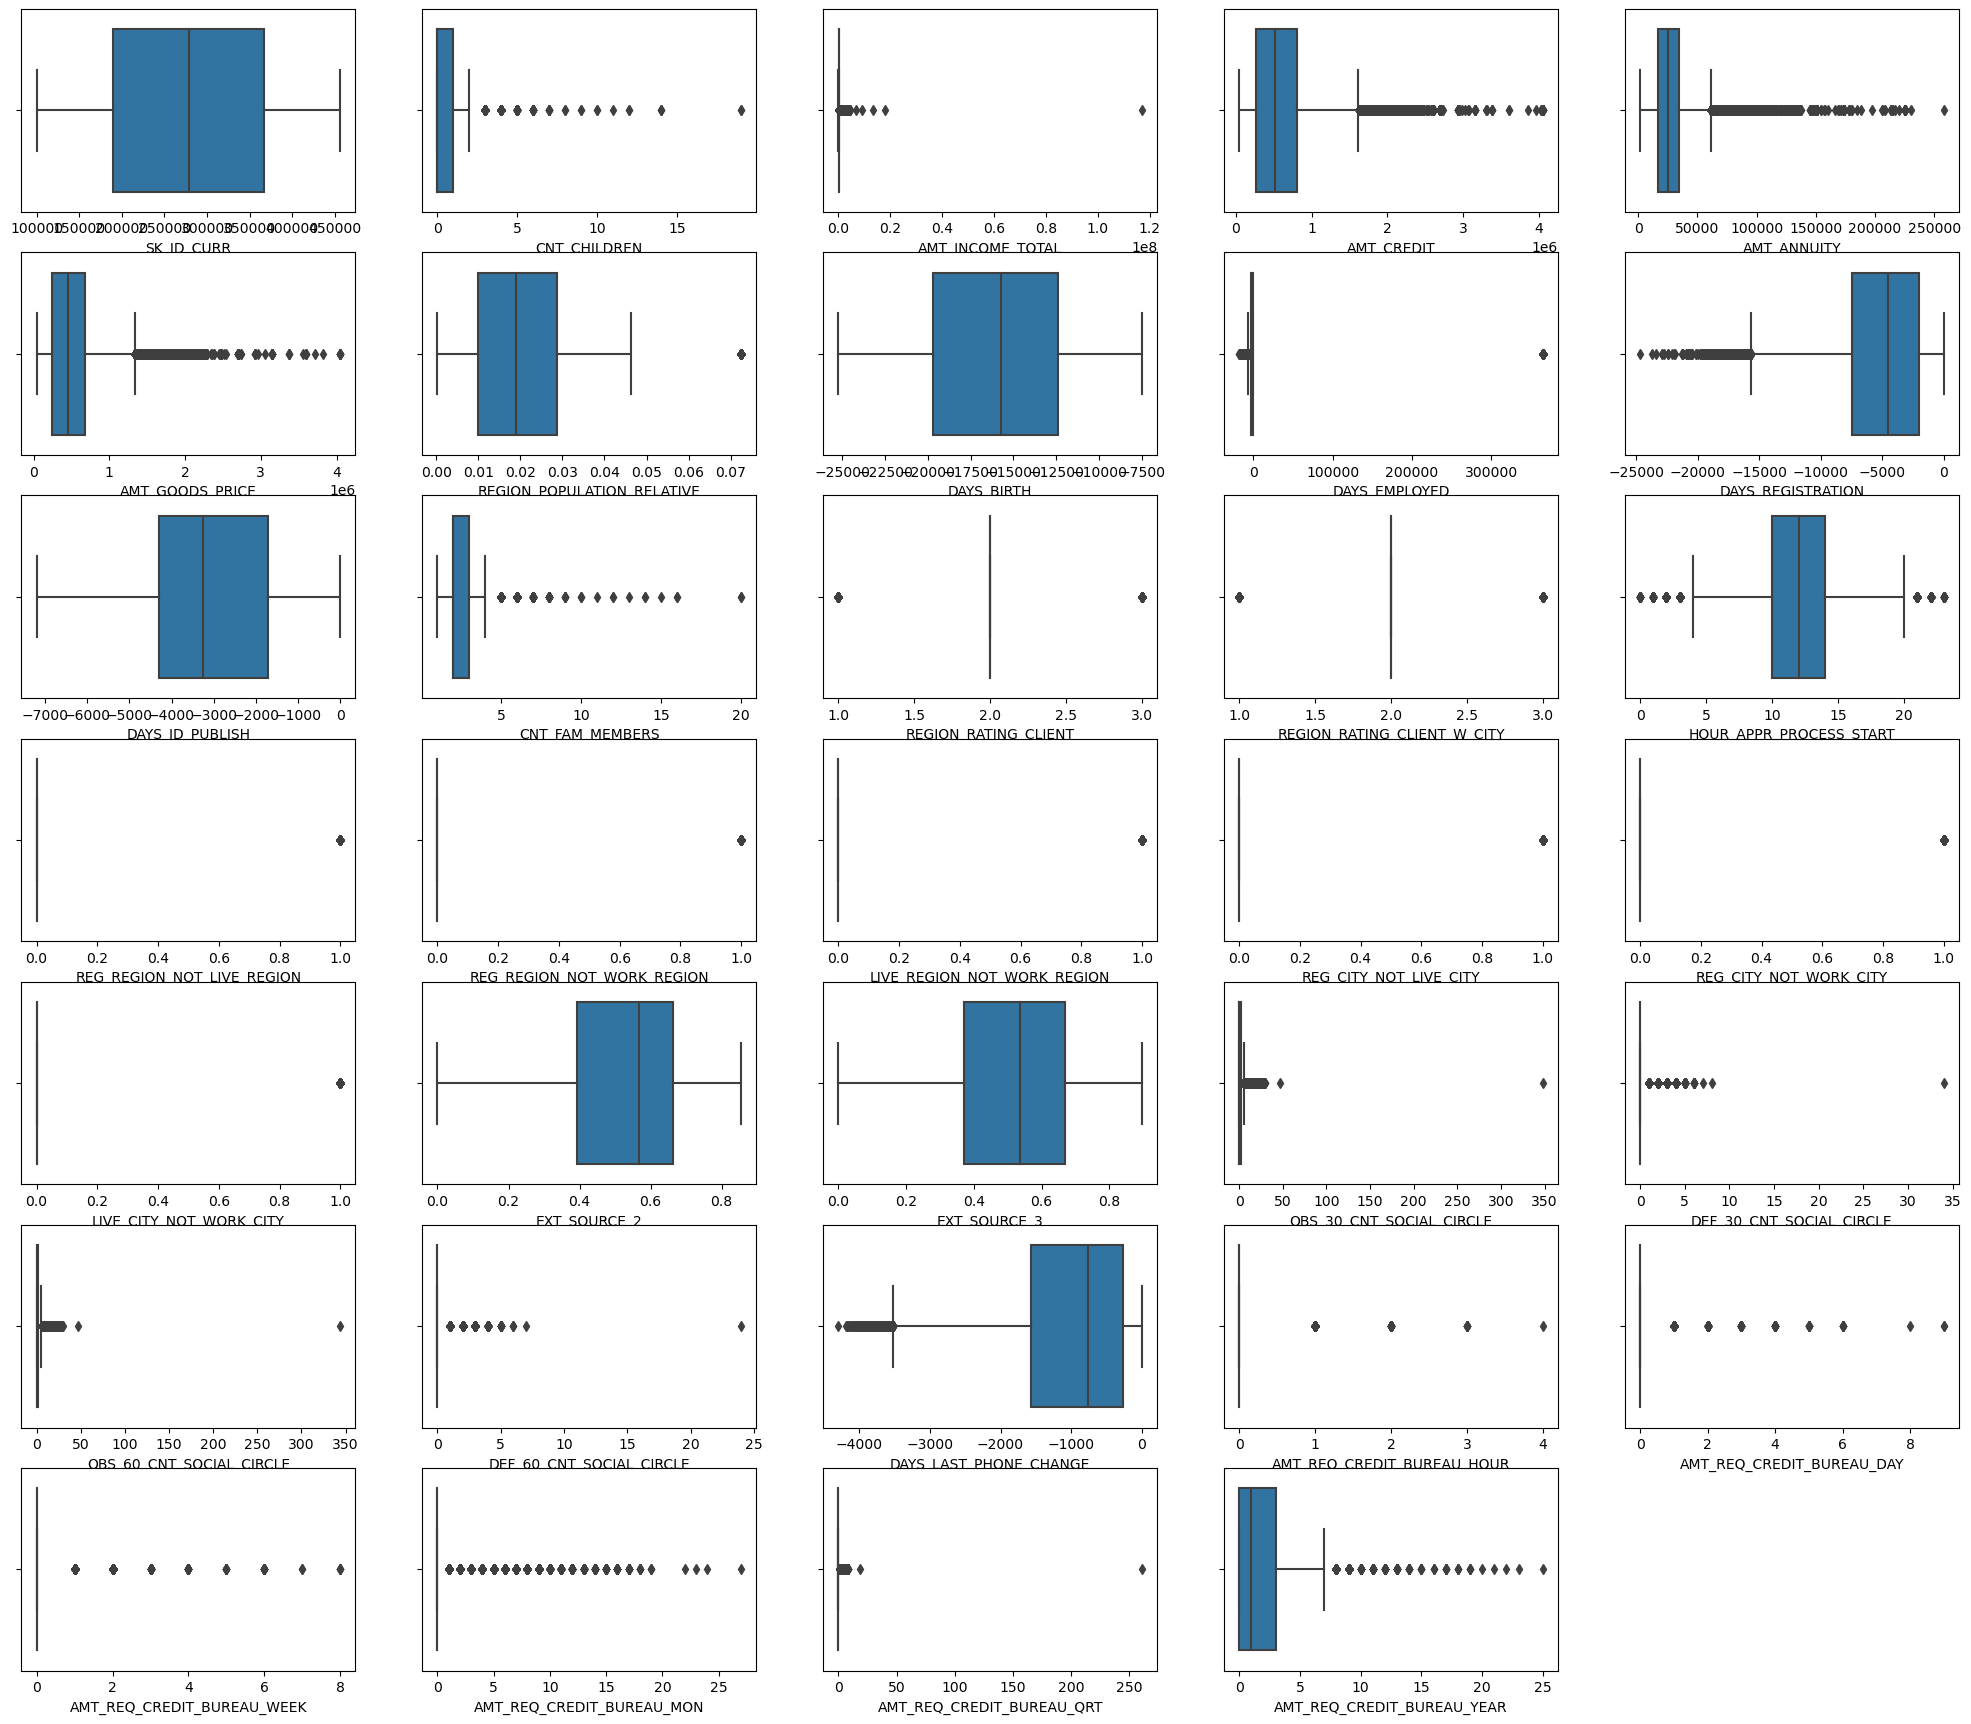 100000 150000 200000 250000 300000 350000 400000 450000
SK_ID_CURR
0 5 10 15
CNT_CHILDREN
0.0 0.2 0.4 0.6 0.8 1.0 1.2
1e8
AMT_INCOME_TOTAL
0 1 2 3 4
1e6
AMT_CREDIT
0 50000 100000 150000 200000 250000
AMT_ANNUITY
0 1 2 3 4
1e6
AMT_GOODS_PRICE
0.00 0.01 0.02 0.03 0.04 0.05 0.06 0.07
REGION_POPULATION_RELATIVE
−25000 −22500 −20000 −17500 −15000 −12500 −10000 −7500
DAYS_BIRTH
0 100000 200000 300000
DAYS_EMPLOYED
−25000 −20000 −15000 −10000 −5000 0
DAYS_REGISTRATION
−7000 −6000 −5000 −4000 −3000 −2000 −1000 0
DAYS_ID_PUBLISH
5 10 15 20
CNT_FAM_MEMBERS
1.0 1.5 2.0 2.5 3.0
REGION_RATING_CLIENT
1.0 1.5 2.0 2.5 3.0
REGION_RATING_CLIENT_W_CITY
0 5 10 15 20
HOUR_APPR_PROCESS_START
0.0 0.2 0.4 0.6 0.8 1.0
REG_REGION_NOT_LIVE_REGION
0.0 0.2 0.4 0.6 0.8 1.0
REG_REGION_NOT_WORK_REGION
0.0 0.2 0.4 0.6 0.8 1.0
LIVE_REGION_NOT_WORK_REGION
0.0 0.2 0.4 0.6 0.8 1.0
REG_CITY_NOT_LIVE_CITY
0.0 0.2 0.4 0.6 0.8 1.0
REG_CITY_NOT_WORK_CITY
0.0 0.2 0.4 0.6 0.8 1.0
LIVE_CITY_NOT_WORK_CITY
0.0 0.2 0.4 0.6 0.8
EXT_SOURCE_2
0.0 0.2 0.4 0.6 0.8
EXT_SOURCE_3
0 50 100 150 200 250 300 350
OBS_30_CNT_SOCIAL_CIRCLE
0 5 10 15 20 25 30 35
DEF_30_CNT_SOCIAL_CIRCLE
0 50 100 150 200 250 300 350
OBS_60_CNT_SOCIAL_CIRCLE
0 5 10 15 20 25
DEF_60_CNT_SOCIAL_CIRCLE
−4000 −3000 −2000 −1000 0
DAYS_LAST_PHONE_CHANGE
0 1 2 3 4
AMT_REQ_CREDIT_BUREAU_HOUR
0 2 4 6 8
AMT_REQ_CREDIT_BUREAU_DAY
0 2 4 6 8
AMT_REQ_CREDIT_BUREAU_WEEK
0 5 10 15 20 25
AMT_REQ_CREDIT_BUREAU_MON
0 50 100 150 200 250
AMT_REQ_CREDIT_BUREAU_QRT
0 5 10 15 20 25
AMT_REQ_CREDIT_BUREAU_YEAR